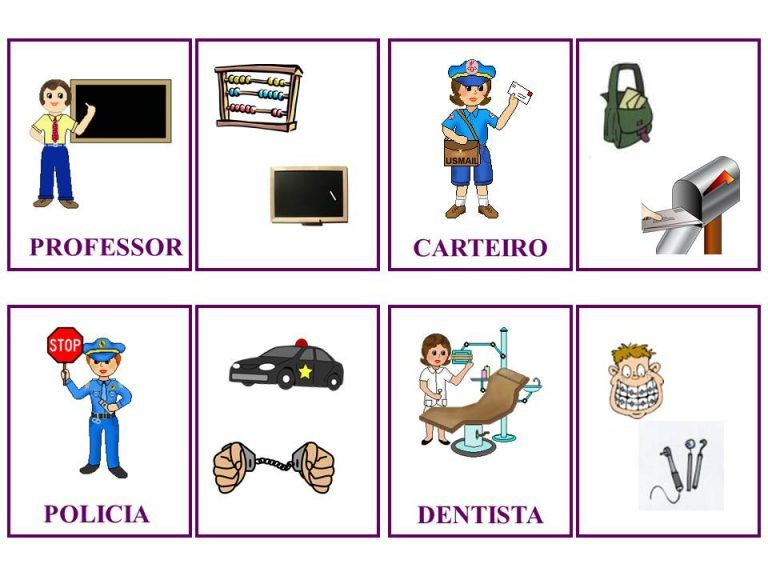 USMAIL
PROFESSOR
CARTEIRO
STOP
POLICIA
DENTISTA